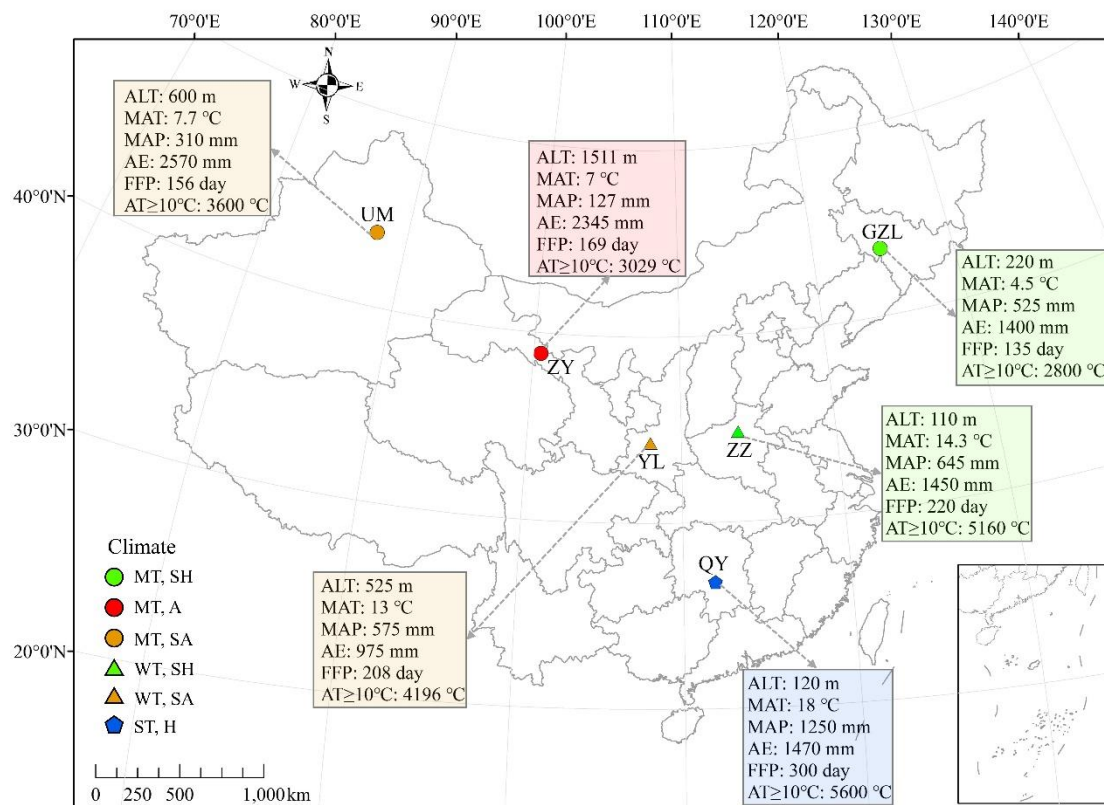 70°0'E 80°0'E 90°0'E 100°0'E 110°0'E 120°0'E 130°0'E 140°0'E
40°0'N
30°0'N
20°0'N
N
W E
S
ALT: 600 m
MAT: 7.7 ℃
MAP: 310 mm
AE: 2570 mm
FFP: 156 day
AT≥10℃: 3600 ℃
UM
ALT: 1511 m
MAT: 7 ℃
MAP: 127 mm
AE: 2345 mm
FFP: 169 day
AT≥10℃: 3029 ℃
ZY
GZL
ALT: 220 m
MAT: 4.5 ℃
MAP: 525 mm
AE: 1400 mm
FFP: 135 day
AT≥10℃: 2800 ℃
ZZ
ALT: 110 m
MAT: 14.3 ℃
MAP: 645 mm
AE: 1450 mm
FFP: 220 day
AT≥10℃: 5160 ℃
YL
ALT: 525 m
MAT: 13 ℃
MAP: 575 mm
AE: 975 mm
FFP: 208 day
AT≥10℃: 4196 ℃
QY
ALT: 120 m
MAT: 18 ℃
MAP: 1250 mm
AE: 1470 mm
FFP: 300 day
AT≥10℃: 5600 ℃
Climate
MT, SH
MT, A
MT, SA
WT, SH
WT, SA
ST, H
0 250 500 1,000 km